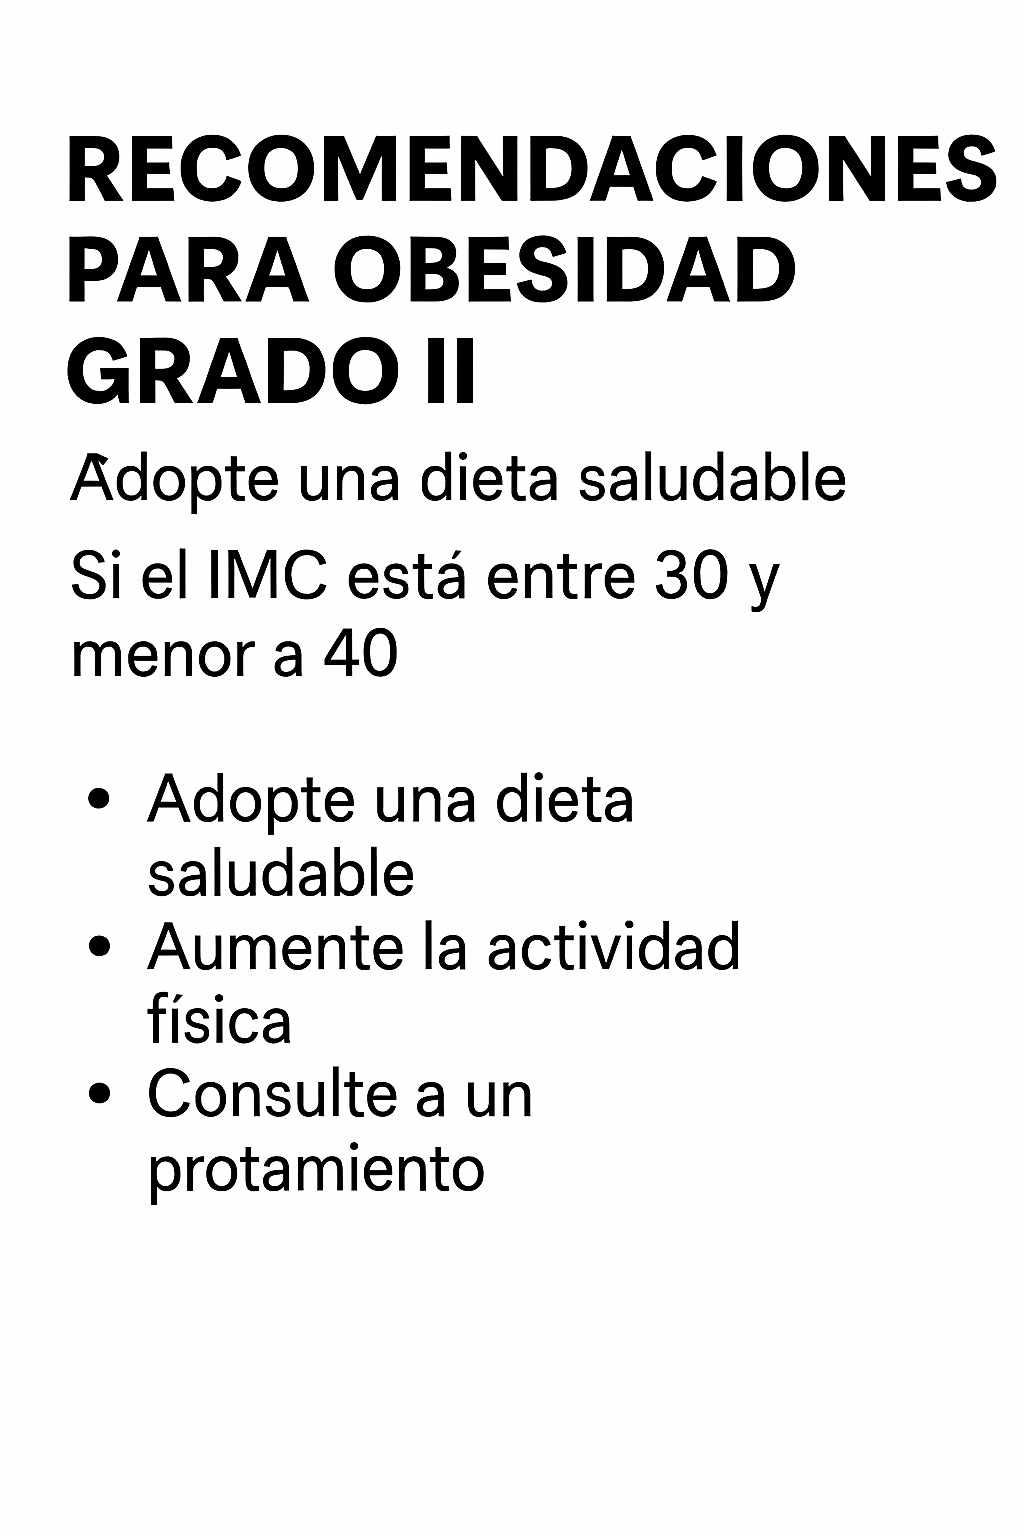 RECOMENDACIONES
PARA OBESIDAD
GRADO II
Adopte una dieta saludable
Si el IMC está entre 30 y
menor a 40
• Adopte una dieta
saludable
• Aumente la actividad
física
• Consulte a un
protamiento